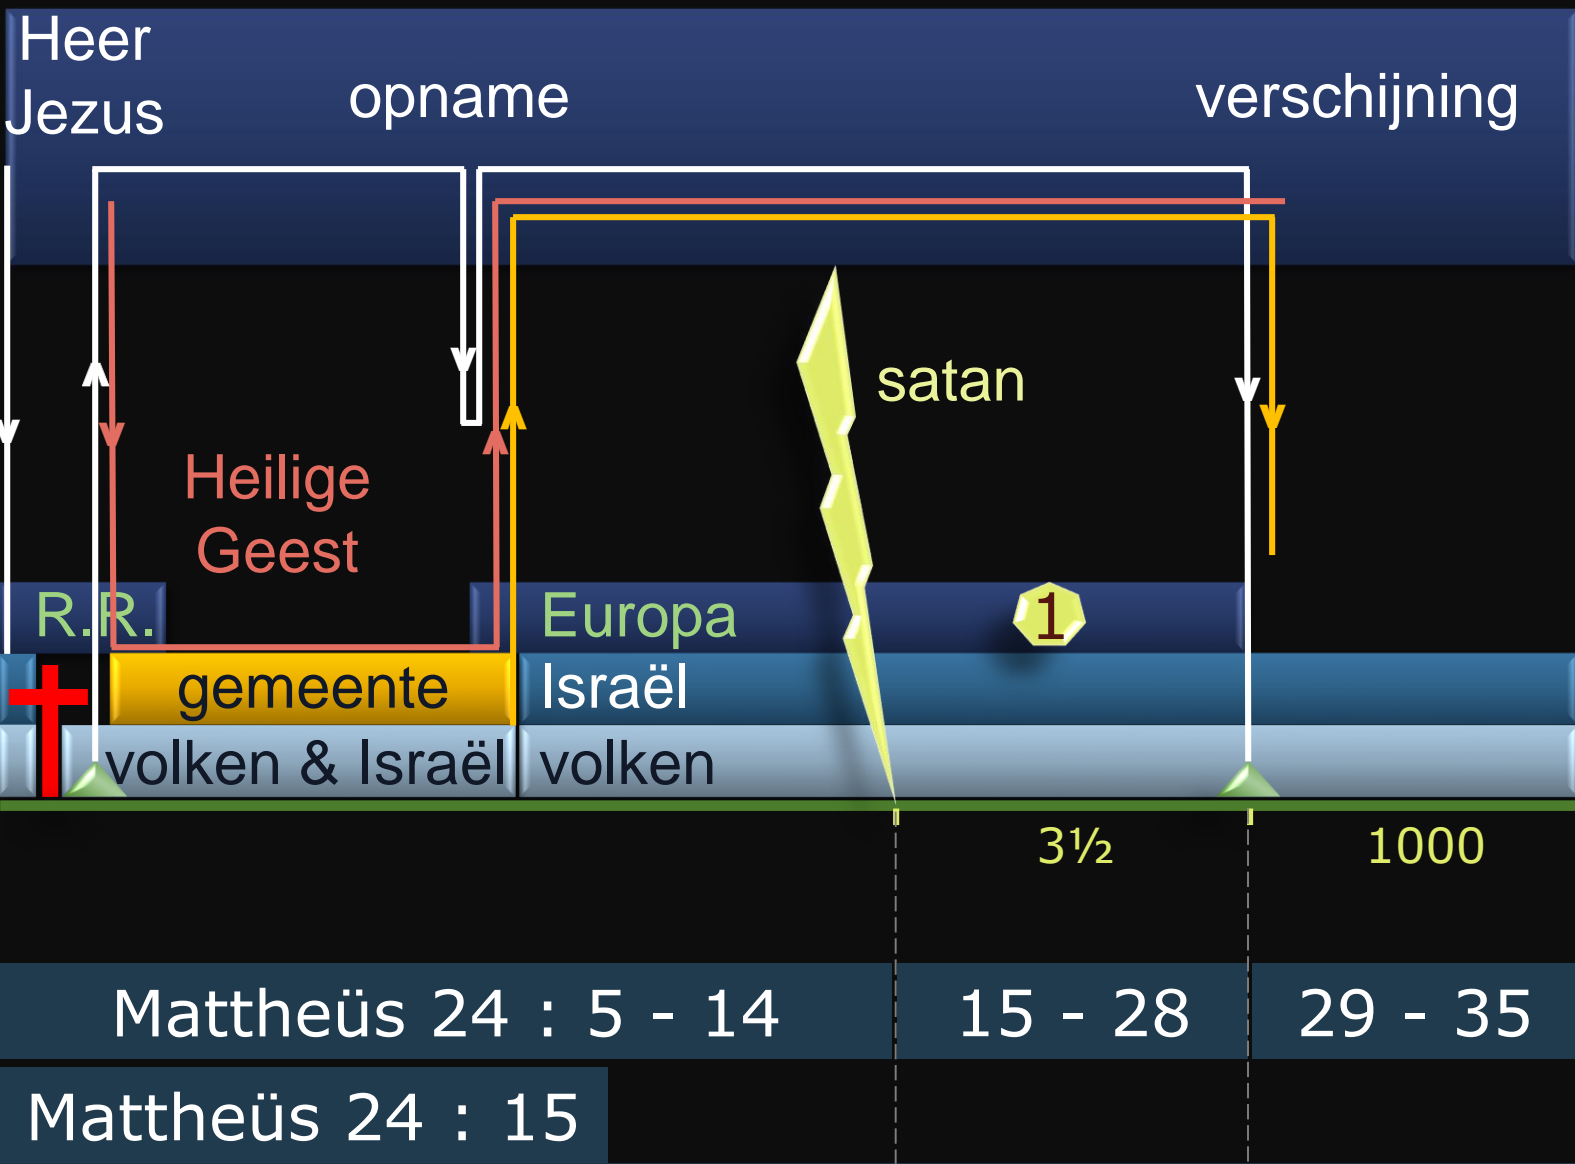 Heer
Jezus
opname
verschijning
satan
Heilige
Geest
R.R.
Europa
1
gemeente
Israël
volken & Israël
volken
3½
1000
Mattheüs 24 : 5 - 14
15 - 28
29 - 35
Mattheüs 24 : 15